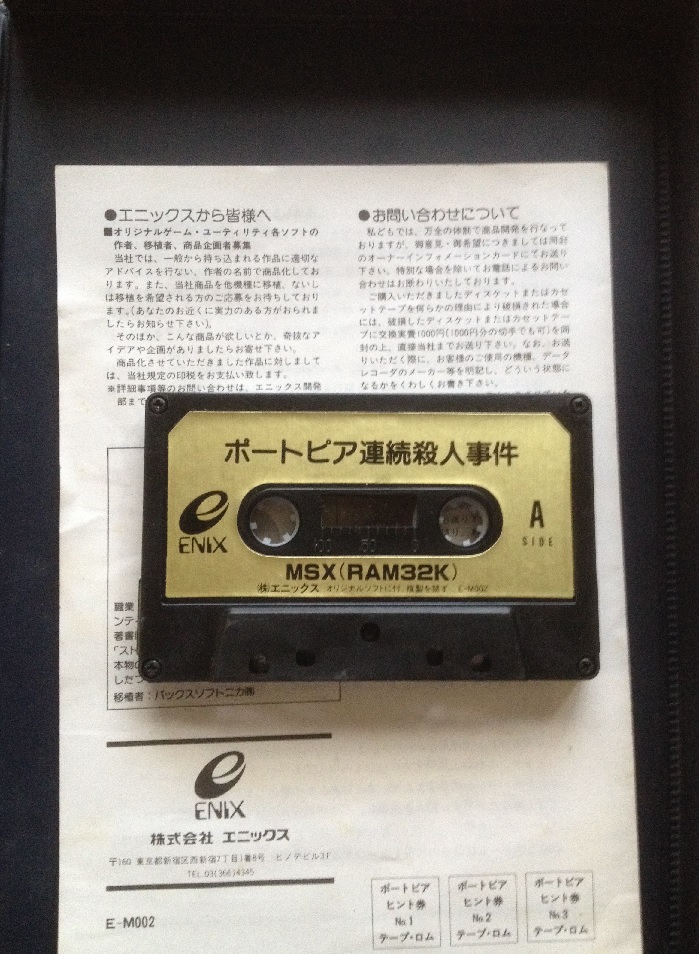 ●エニックスから皆様へ
■オリジナルゲーム・ユーティリティ各ソフトの
作者、移植者、商品企画者募集
当社では、一般から持ち込まれる作品に適切な
アドバイスを行ない、作者の名前で商品化してお
ります。また、当社商品を他機種に移植、ないし
は移植を希望される方のご応募をお待ちしており
ます。(あなたのお近くに実力のある方がおられま
したらお知らせ下さい)。
そのほか、こんな商品が欲しいとか、奇抜なア
イデアや企画がありましたらお寄せ下さい。
商品化させていただきました作品に対しまして
は、当社規定の印税をお支払い致します。
※詳細事項等のお問い合わせは、エニックス開発
部まで
●お問い合わせについて
私どもでは、万全の体制で商品開発を行なって
おりますが、御意見・御希望につきましては同封
のオーナーインフォメーションカードにてお送り
下さい。特別な場合を除いてお電話によるお問い
合わせはお断わりいたしております。
ご購入いただきましたディスケットまたはカセ
ットテープを何らかの理由により破損された場合
には、破損したディスケットまたはカセットテー
プに交換実費1000円(1000円分の切手でも可)を同
封の上、直接当社までお送り下さい。なお、お送
りいただく際に、お客様のご使用の機種、データ
レコーダのメーカー等を明記し、どういう状態に
なるかをくわしくお書き下さい。
ポートピア連続殺人事件
ENIX
A
SIDE
100 50 0
MSX(RAM32K)
(株)エニックス オリジナルソフトに付、複製を禁ず E-M002
職業
ンテ
著書
「スト
本物の
したつ
移植者：パックスソフトニカ㈱
ENIX
株式会社 エニックス
〒160 東京都新宿区西新宿7丁目1番8号 ヒノデビル3F
TEL.03(366)4345
E-M002
ポートピア
ヒント券
No.1
テープ・ロム
ポートピア
ヒント券
No.2
テープ・ロム
ポートピア
ヒント券
No.3
テープ・ロム